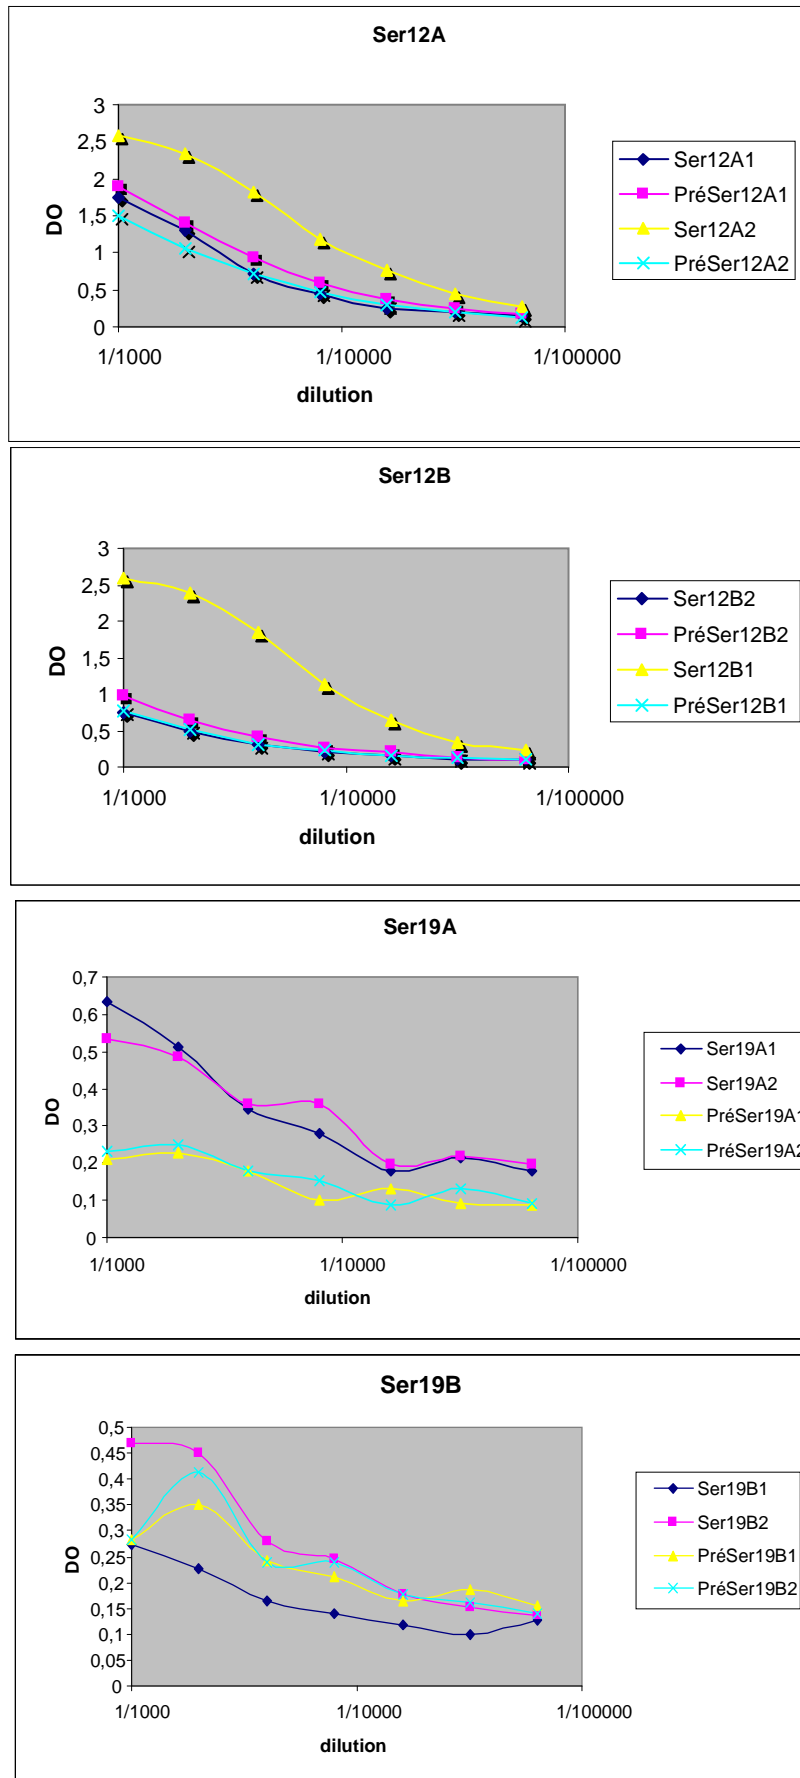 Ser12A
3
2,5
2
1,5
1
0,5
0
DO
1/1000 1/10000 1/100000
dilution
Ser12A1
PréSer12A1
Ser12A2
PréSer12A2
Ser12B
3
2,5
2
1,5
1
0,5
0
DO
1/1000 1/10000 1/100000
dilution
Ser12B2
PréSer12B2
Ser12B1
PréSer12B1
Ser19A
0,7
0,6
0,5
0,4
0,3
0,2
0,1
0
DO
1/1000 1/10000 1/100000
dilution
Ser19A1
Ser19A2
PréSer19A1
PréSer19A2
Ser19B
0,5
0,45
0,4
0,35
0,3
0,25
0,2
0,15
0,1
0,05
0
DO
1/1000 1/10000 1/100000
dilution
Ser19B1
Ser19B2
PréSer19B1
PréSer19B2